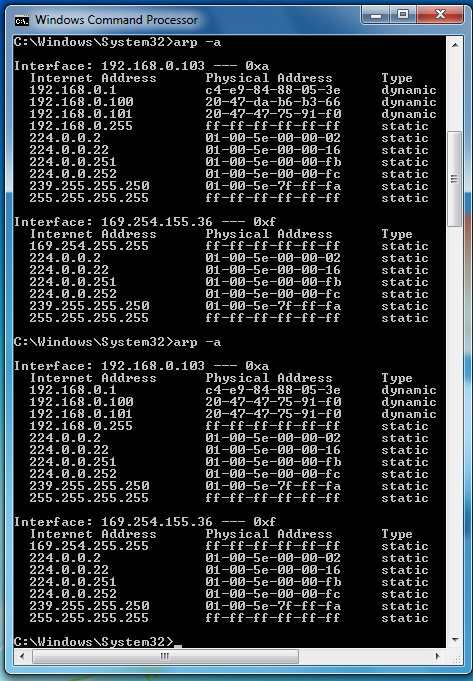 Windows Command Processor
C:\Windows\System32>arp -a
Interface: 192.168.0.103 --- 0xa
Internet Address Physical Address Type
192.168.0.1 c4-e9-84-88-05-3e dynamic
192.168.0.100 20-47-da-b6-b3-66 dynamic
192.168.0.101 20-47-47-75-91-f0 dynamic
192.168.0.255 ff-ff-ff-ff-ff-ff static
224.0.0.2 01-00-5e-00-00-02 static
224.0.0.22 01-00-5e-00-00-16 static
224.0.0.251 01-00-5e-00-00-fb static
224.0.0.252 01-00-5e-00-00-fc static
239.255.255.250 01-00-5e-7f-ff-fa static
Interface: 169.254.155.36 --- 0xf
Internet Address Physical Address Type
169.254.255.255 ff-ff-ff-ff-ff-ff static
224.0.0.2 01-00-5e-00-00-02 static
224.0.0.22 01-00-5e-00-00-16 static
224.0.0.251 01-00-5e-00-00-fb static
224.0.0.252 01-00-5e-00-00-fc static
239.255.255.250 01-00-5e-7f-ff-fa static
255.255.255.255 ff-ff-ff-ff-ff-ff static
C:\Windows\System32>arp -a
Interface: 192.168.0.103 --- 0xa
Internet Address Physical Address Type
192.168.0.1 c4-e9-84-88-05-3e dynamic
192.168.0.100 20-47-47-75-91-f0 dynamic
192.168.0.101 20-47-47-75-91-f0 dynamic
192.168.0.255 ff-ff-ff-ff-ff-ff static
224.0.0.2 01-00-5e-00-00-02 static
224.0.0.22 01-00-5e-00-00-16 static
224.0.0.251 01-00-5e-00-00-fb static
224.0.0.252 01-00-5e-00-00-fc static
239.255.255.250 01-00-5e-7f-ff-fa static
255.255.255.255 ff-ff-ff-ff-ff-ff static
Interface: 169.254.155.36 --- 0xf
Internet Address Physical Address Type
169.254.255.255 ff-ff-ff-ff-ff-ff static
224.0.0.2 01-00-5e-00-00-02 static
224.0.0.22 01-00-5e-00-00-16 static
224.0.0.251 01-00-5e-00-00-fb static
224.0.0.252 01-00-5e-00-00-fc static
239.255.255.250 01-00-5e-7f-ff-fa static
255.255.255.255 ff-ff-ff-ff-ff-ff static
C:\Windows\System32>_